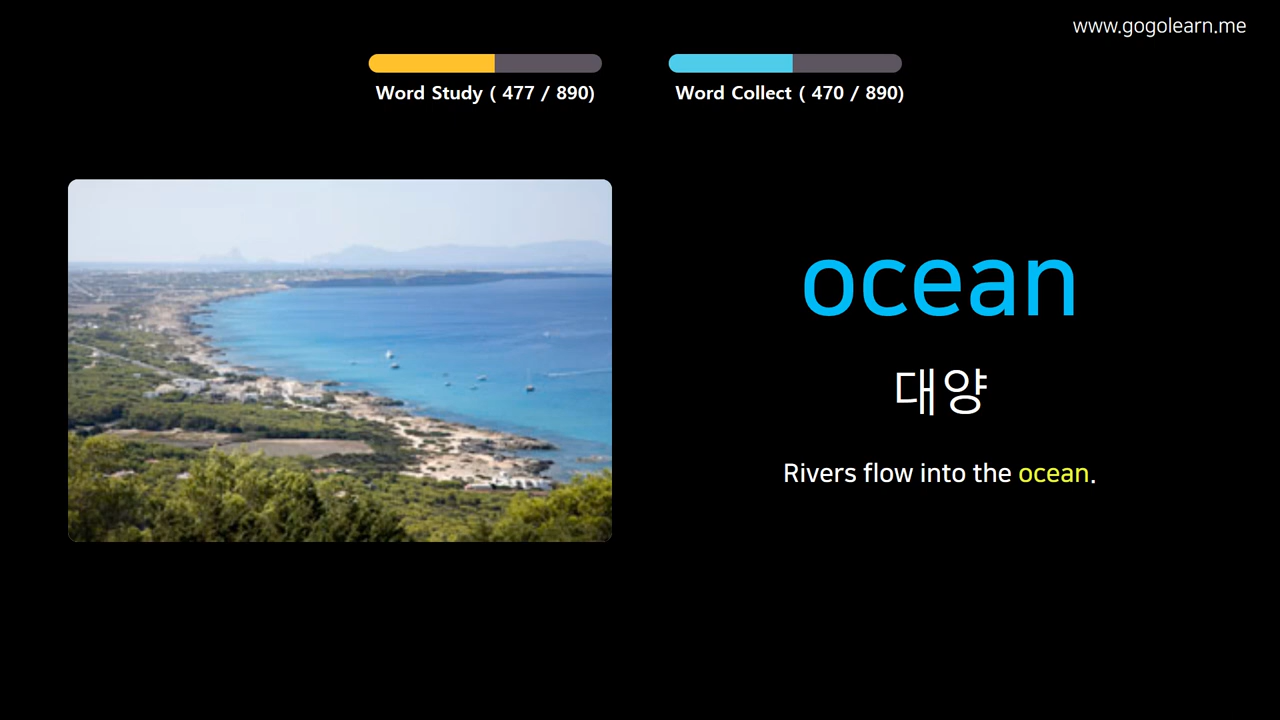 www.gogolearn.me
Word Study ( 477 / 890)
Word Collect ( 470 / 890)
ocean
대양
Rivers flow into the ocean.